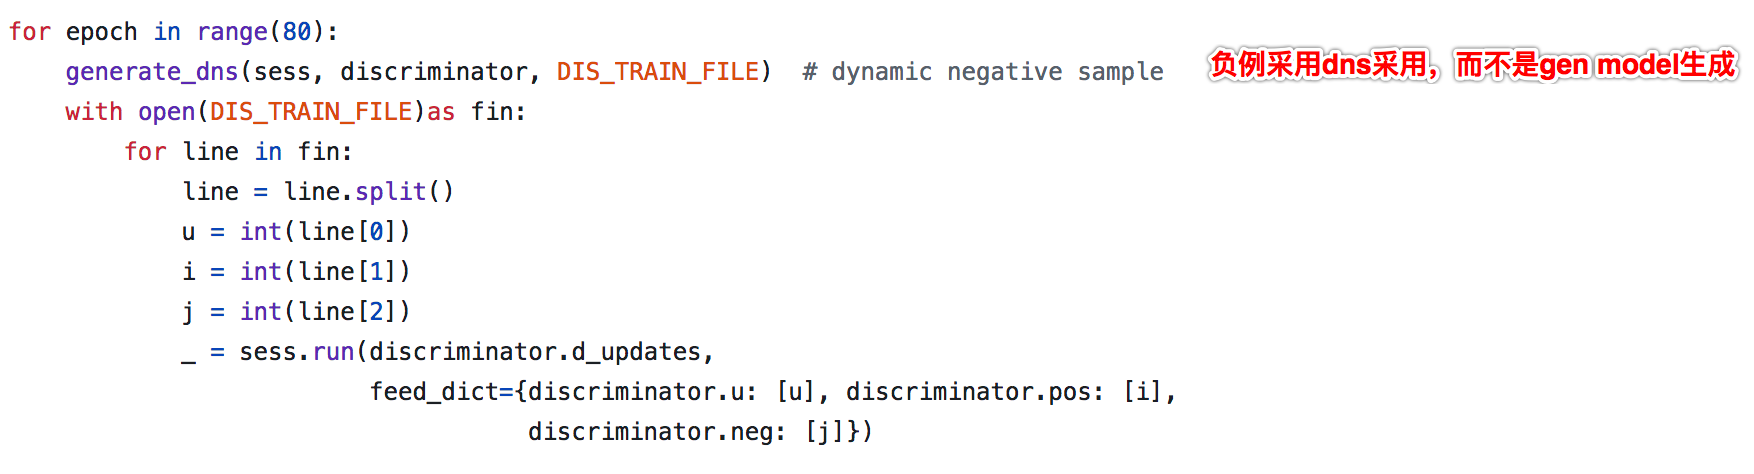 for epoch in range(80):
generate_dns(sess, discriminator, DIS_TRAIN_FILE)  # dynamic negative sample 负例采用dns采用，而不是gen model生成
with open(DIS_TRAIN_FILE)as fin:
for line in fin:
line = line.split()
u = int(line[0])
i = int(line[1])
j = int(line[2])
_ = sess.run(discriminator.d_updates,
feed_dict={discriminator.u: [u], discriminator.pos: [i],
discriminator.neg: [j]})